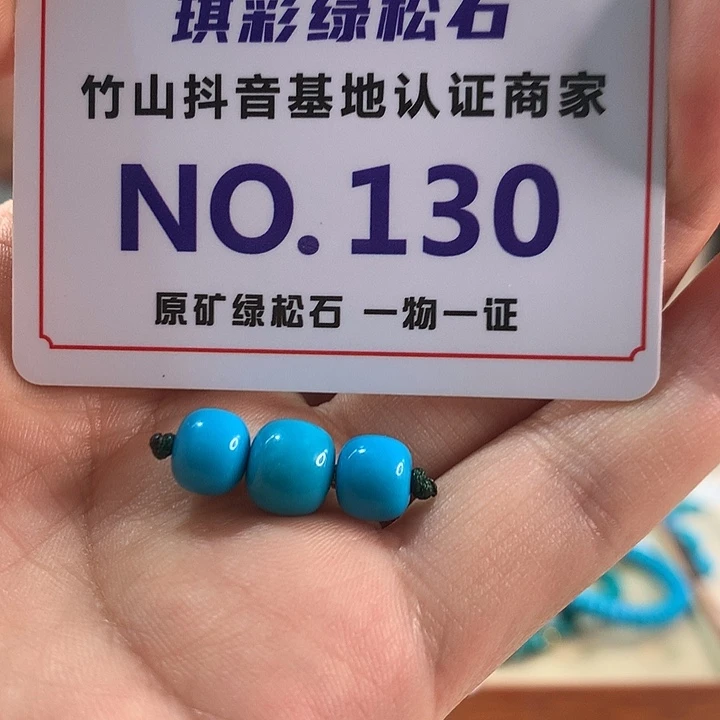 琪彩绿松石
竹山抖音基地认证商家
NO.130
原矿绿松石 一物一证